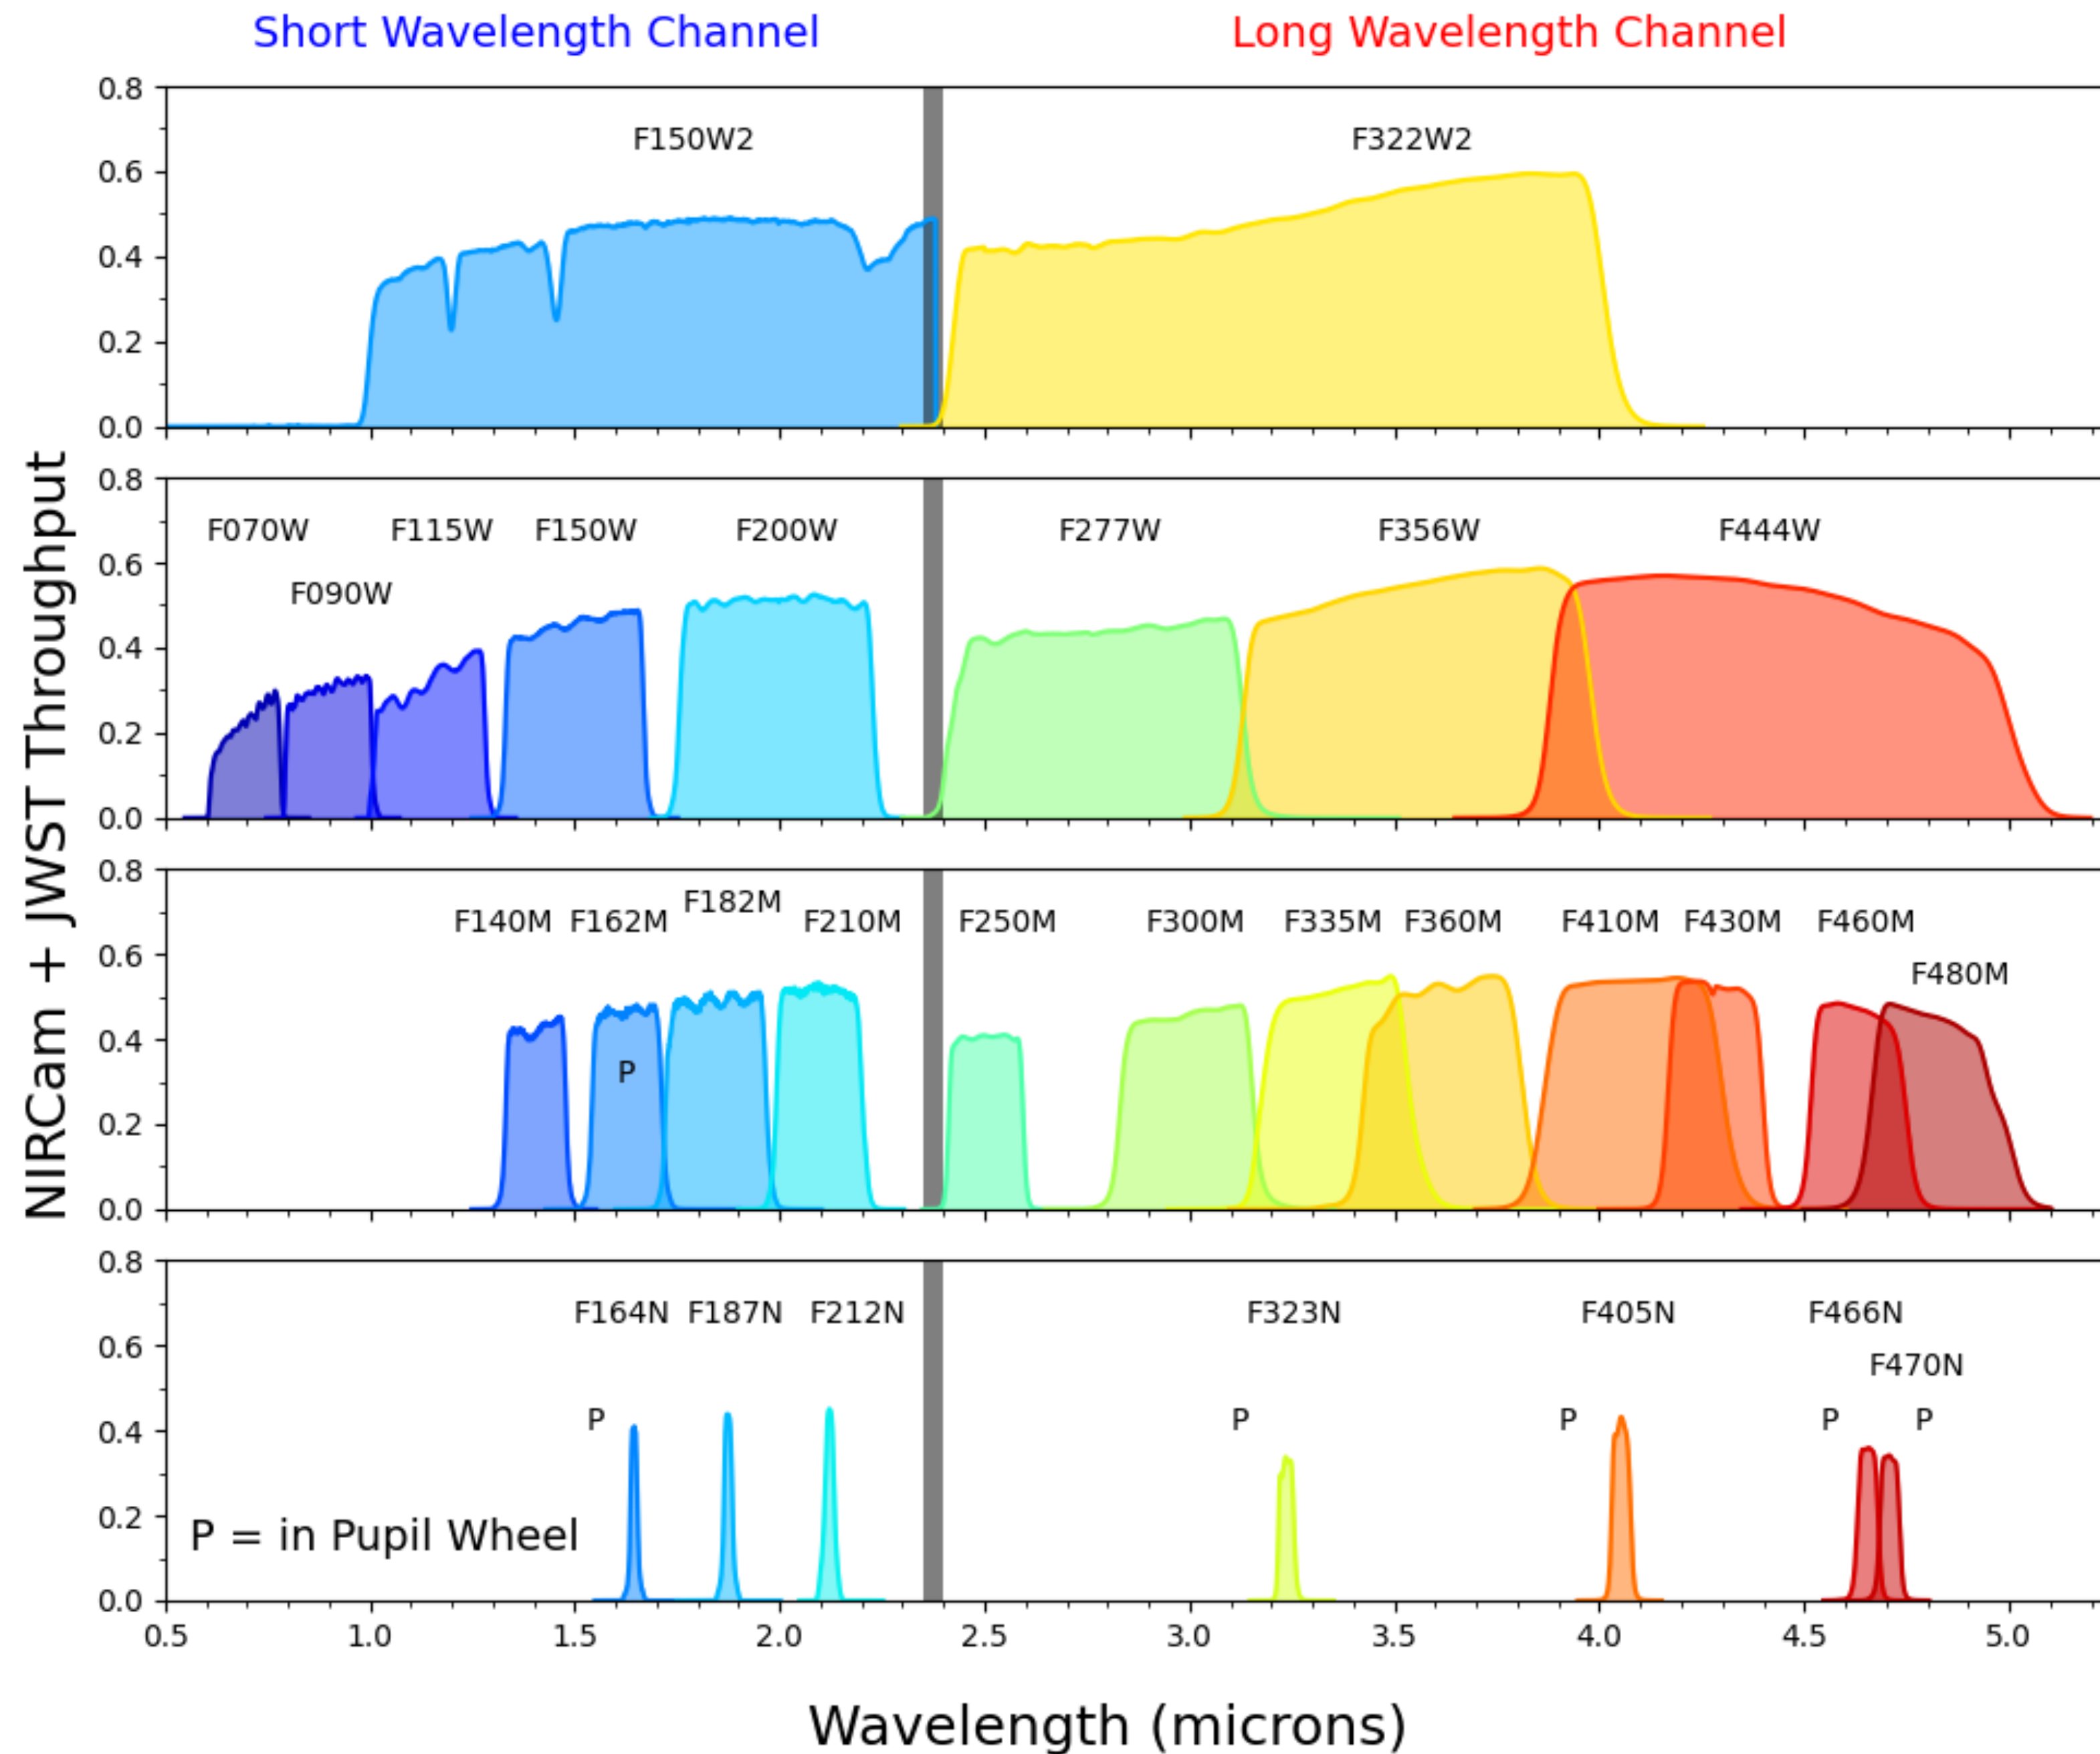 Short Wavelength Channel
Long Wavelength Channel
NIRCam + JWST Throughput
0.8
0.6
0.4
0.2
0.0
F150W2
F322W2
0.8
0.6
0.4
0.2
0.0
F070W
F115W
F150W
F200W
F277W
F356W
F444W
F090W
0.8
0.6
0.4
0.2
0.0
F182M
F140M
F162M
F210M
F250M
F300M
F335M
F360M
F410M
F430M
F460M
F480M
P
0.8
0.6
0.4
0.2
0.0
F164N
F187N
F212N
F323N
F405N
F466N
F470N
P
P
P
P
P
P = in Pupil Wheel
0.5
1.0
1.5
2.0
2.5
3.0
3.5
4.0
4.5
5.0
Wavelength (microns)